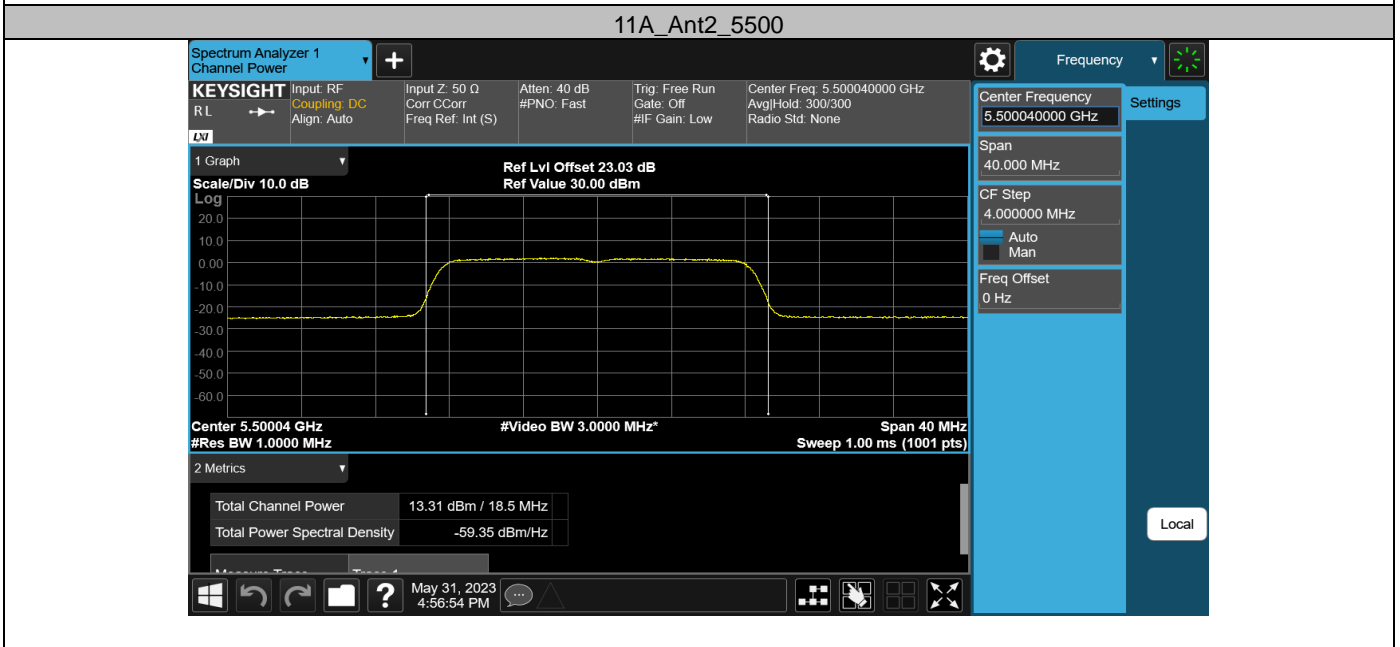 11A_Ant2_5500
Spectrum Analyzer 1
Channel Power
Frequency
KEYSIGHT
RL
LXI
Input: RF
Coupling: DC
Align: Auto
Input Z: 50 Ω
Corr CCorr
Freq Ref: Int (S)
Atten: 40 dB
#PNO: Fast
Trig: Free Run
Gate: Off
#IF Gain: Low
Center Freq: 5.500040000 GHz
Avg|Hold: 300/300
Radio Std: None
Center Frequency
5.500040000 GHz
Settings
Span
40.000 MHz
CF Step
4.000000 MHz
Auto
Man
Freq Offset
0 Hz
1 Graph
Ref Lvl Offset 23.03 dB
Scale/Div 10.0 dB
Ref Value 30.00 dBm
Log
20.0
10.0
0.00
-10.0
-20.0
-30.0
-40.0
-50.0
-60.0
Center 5.50004 GHz
#Video BW 3.0000 MHz*
Span 40 MHz
#Res BW 1.0000 MHz
Sweep 1.00 ms (1001 pts)
2 Metrics
Total Channel Power 13.31 dBm / 18.5 MHz
Total Power Spectral Density -59.35 dBm/Hz
Local
May 31, 2023
4:56:54 PM